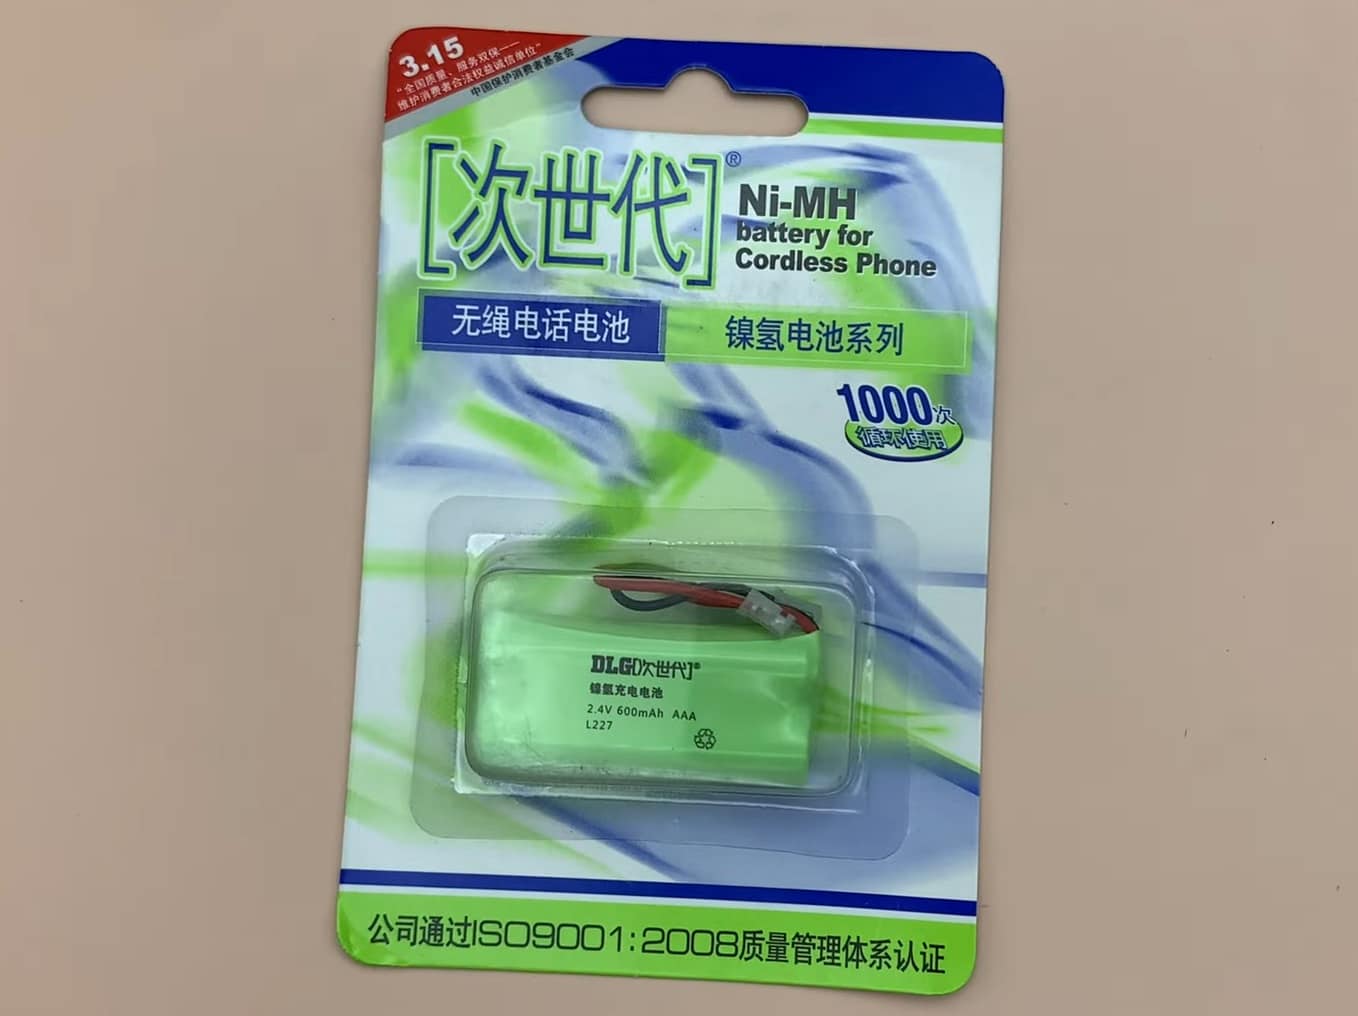 3.15
“全国质量、服务双保——
维护消费者合法权益诚信单位”
中国保护消费者基金会
[次世代]®
Ni-MH
battery for
Cordless Phone
无绳电话电池
镍氢电池系列
1000次
循环使用
DLG[次世代]®
镍氢充电电池
2.4V 600mAh AAA
L227
公司通过ISO9001:2008质量管理体系认证